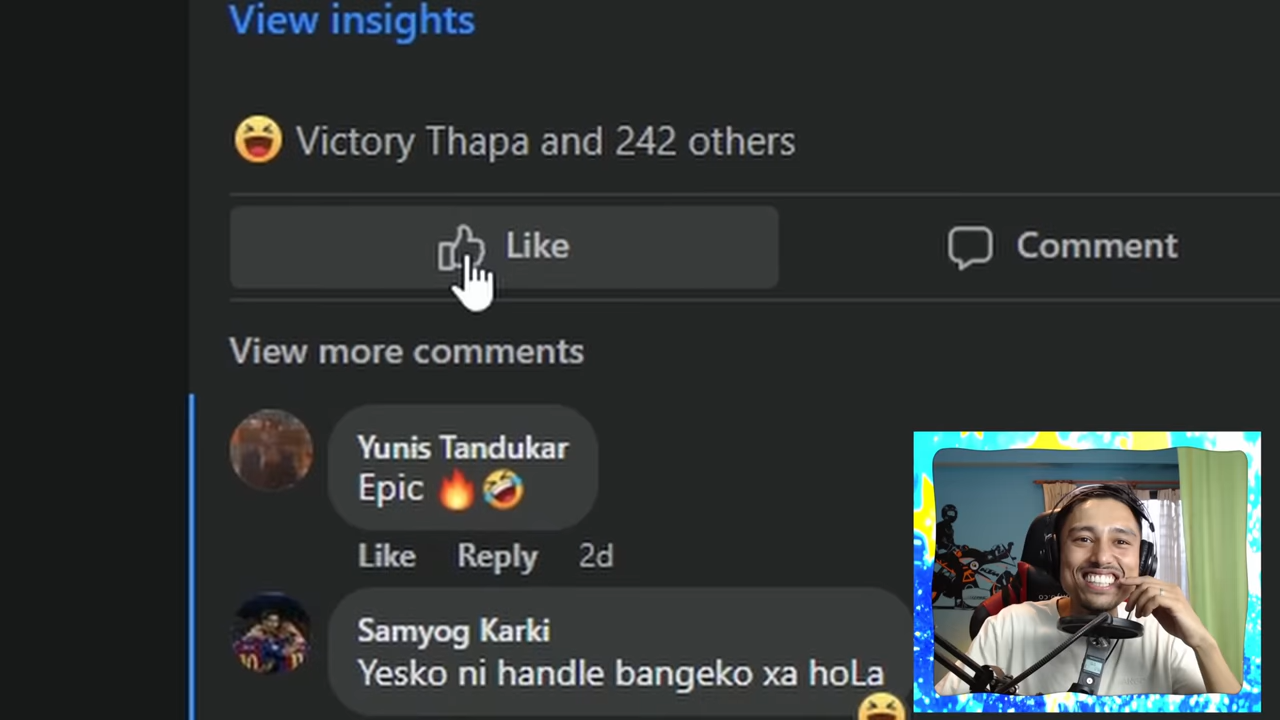 View insights
😆 Victory Thapa and 242 others
Like
Comment
View more comments
Yunis Tandukar
Epic 🔥🤣
Like Reply 2d
Samyog Karki
Yesko ni handle bangeko xa hoLa